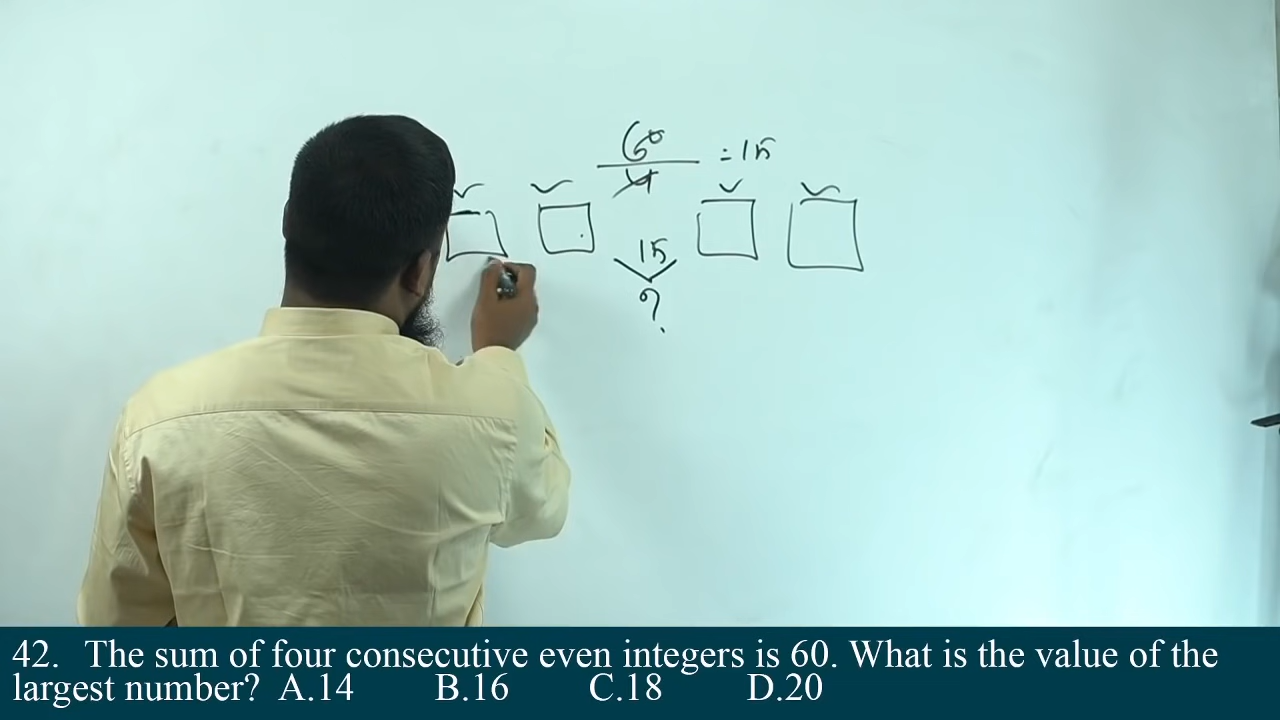 60
4
= 15
15
?
42. The sum of four consecutive even integers is 60. What is the value of the
largest number? A.14 B.16 C.18 D.20